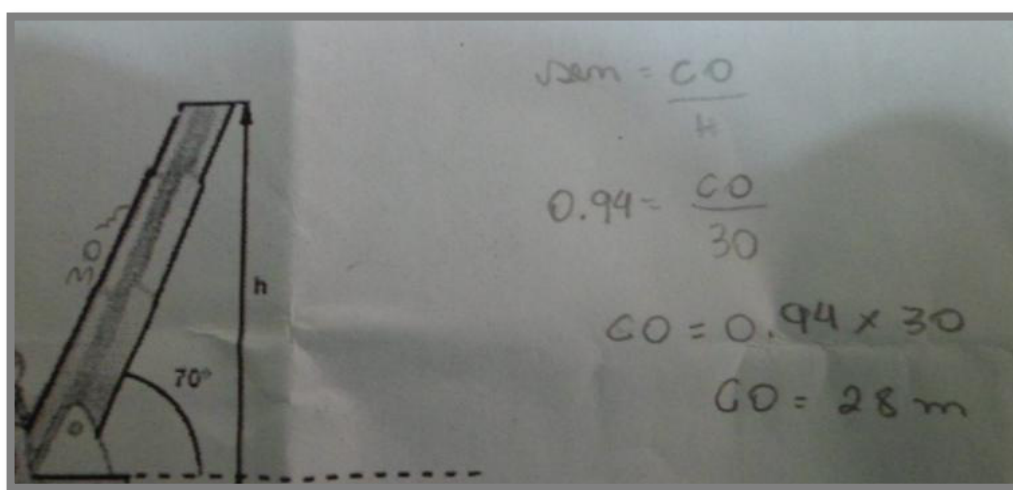 sen = CO
H
0.94 = CO
30
CO = 0.94 x 30
CO = 28 m
30 m
h
70°